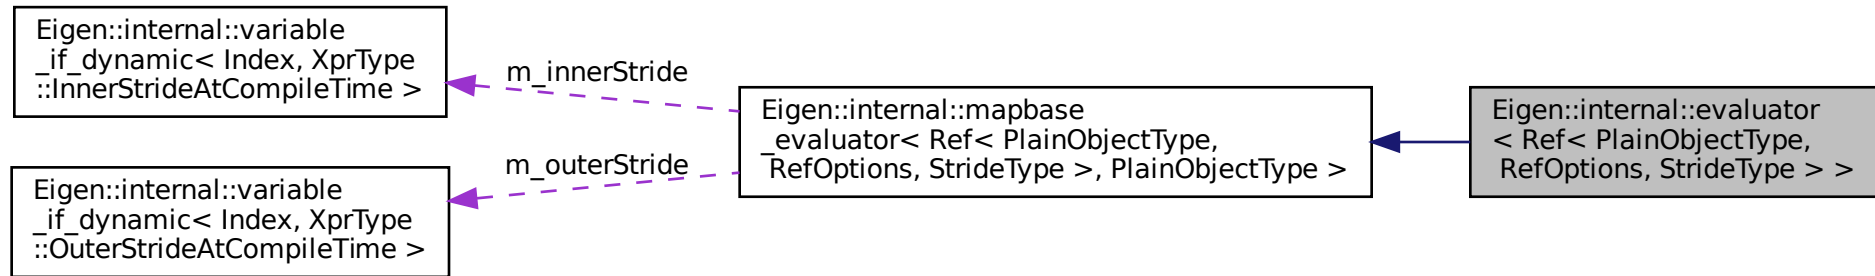 Eigen::internal::variable
_if_dynamic< Index, XprType
::InnerStrideAtCompileTime >
m_innerStride
Eigen::internal::mapbase
_evaluator< Ref< PlainObjectType,
RefOptions, StrideType >, PlainObjectType >
Eigen::internal::evaluator
< Ref< PlainObjectType,
RefOptions, StrideType > >
m_outerStride
Eigen::internal::variable
_if_dynamic< Index, XprType
::OuterStrideAtCompileTime >